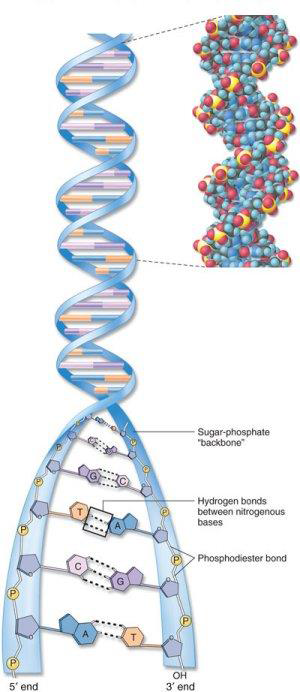 Sugar-phosphate
“backbone”
G C
P P
Hydrogen bonds
between nitrogenous
bases
T A
P P
Phosphodiester bond
C G
P P
A T
P
OH
5′ end 3′ end